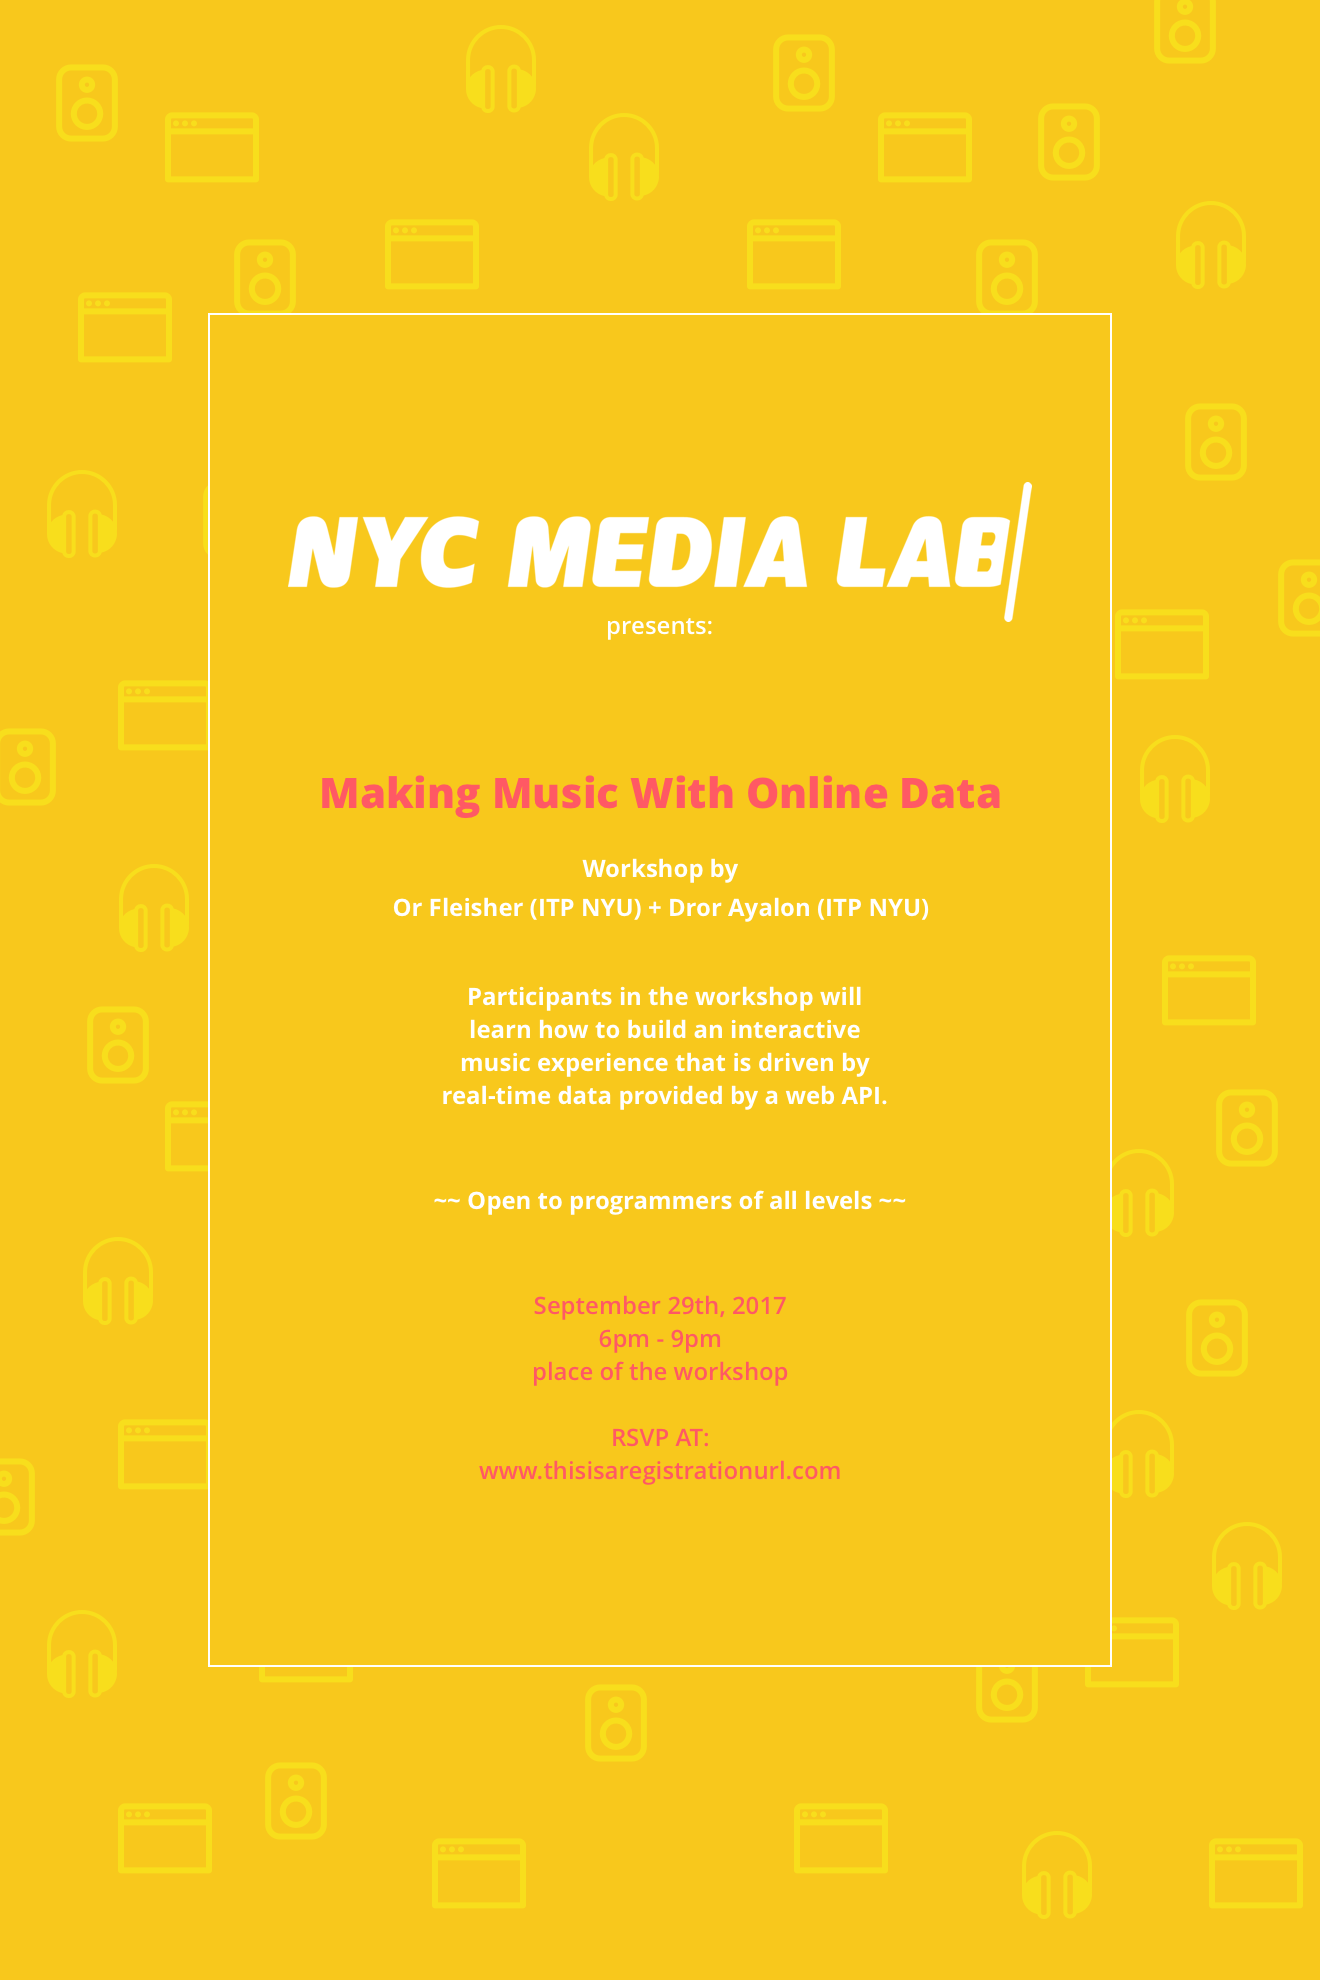 NYC MEDIA LAB
presents:
Making Music With Online Data
Workshop by
Or Fleisher (ITP NYU) + Dror Ayalon (ITP NYU)
Participants in the workshop will
learn how to build an interactive
music experience that is driven by
real-time data provided by a web API.
~~ Open to programmers of all levels ~~
September 29th, 2017
6pm - 9pm
place of the workshop
RSVP AT:
www.thisisaregistrationurl.com